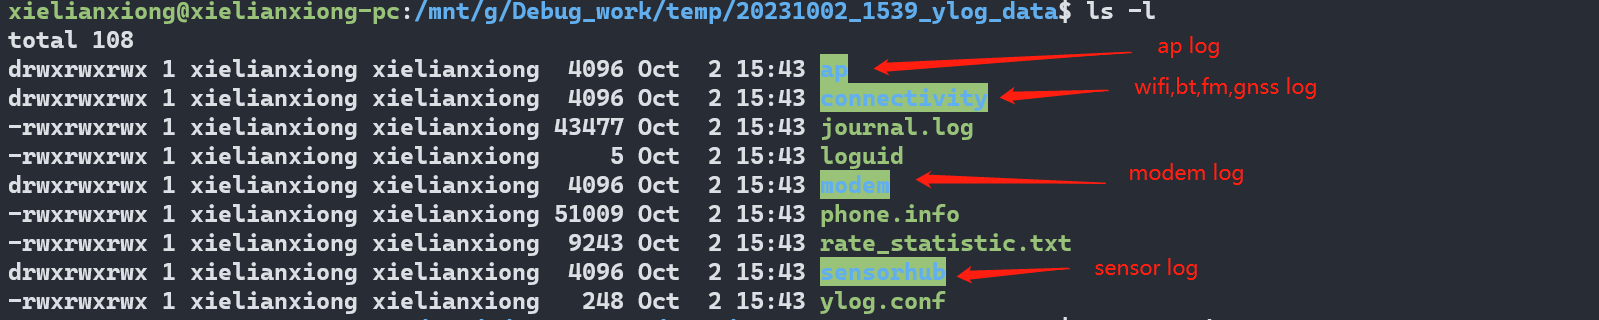 xielianxiong@xielianxiong-pc:/mnt/g/Debug_work/temp/20231002_1539_ylog_data$ ls -l
total 108
drwxrwxrwx 1 xielianxiong xielianxiong  4096 Oct  2 15:43 ap ap log
drwxrwxrwx 1 xielianxiong xielianxiong  4096 Oct  2 15:43 connectivity wifi,bt,fm,gnss log
-rwxrwxrwx 1 xielianxiong xielianxiong 43477 Oct  2 15:43 journal.log
-rwxrwxrwx 1 xielianxiong xielianxiong     5 Oct  2 15:43 loguid
drwxrwxrwx 1 xielianxiong xielianxiong  4096 Oct  2 15:43 modem modem log
-rwxrwxrwx 1 xielianxiong xielianxiong 51009 Oct  2 15:43 phone.info
-rwxrwxrwx 1 xielianxiong xielianxiong  9243 Oct  2 15:43 rate_statistic.txt
drwxrwxrwx 1 xielianxiong xielianxiong  4096 Oct  2 15:43 sensorhub sensor log
-rwxrwxrwx 1 xielianxiong xielianxiong   248 Oct  2 15:43 ylog.conf